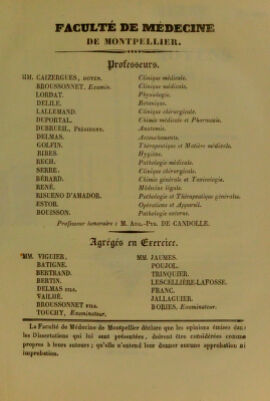 FACULTÉ DE MÉDECINE
DE MONTPELLIER.
Professeurs.
MM. CAIZERGUES, DOYEN. Clinique médicale.
BROUSSONNET, Examin. Clinique médicale.
LORDAT. Physiologie.
DELILE. Botanique.
LALLEMAND. Clinique chirurgicale.
DUPORTAL. Chimie médicale et Pharmacie.
DUBRUEIL, PRÉSIDENT. Anatomie.
DELMAS. Accouchements.
GOLFIN. Thérapeutique et Matière médicale.
RIBES. Hygiène.
RECH. Pathologie médicale.
SERRE. Clinique chirurgicale.
BÉRARD. Chimie générale et Toxicologie.
RENÉ. Médecine légale.
RISUENO D'AMADOR. Pathologie et Thérapeutique générales.
ESTOR. Opérations et Appareils.
BOUISSON. Pathologie externe.
Professeur honoraire : M. AUG.-PYR. DE CANDOLLE.
Agrégés en Exercice.
MM. VIGUIER, MM. JAUMES.
BATIGNE. POUJOL.
BERTRAND. TRINQUIER.
BERTIN. LESCELLIÈRE-LAFOSSE.
DELMAS FILS. FRANC.
VAILHÉ. JALLAGUIER.
BROUSSONNET FILS. BORIES, Examinateur.
TOUCHY, Examinateur.
La Faculté de Médecine de Montpellier déclare que les opinions émises dans
les Dissertations qui lui sont présentées, doivent être considérées comme
propres à leurs auteurs ; qu'elle n'entend leur donner aucune approbation ni
improbation.